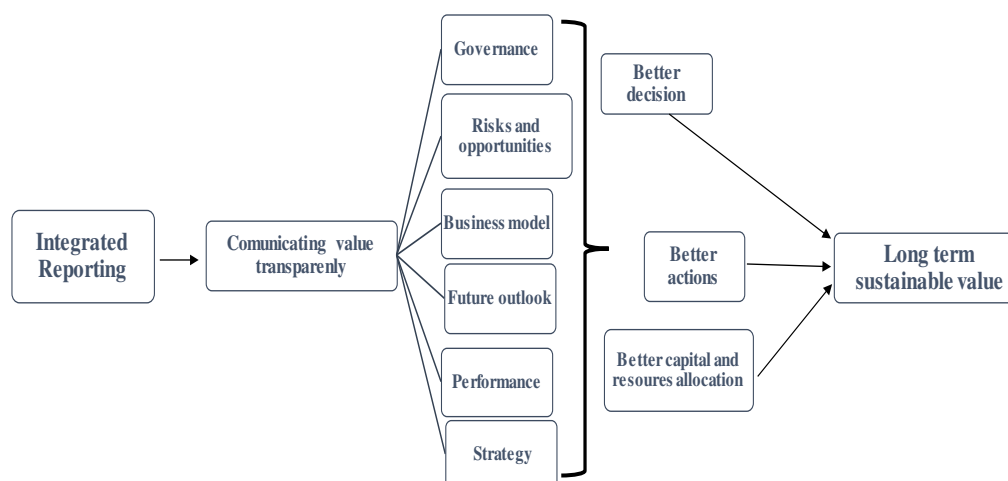 Integrated
Reporting
Comunicating value
transparenly
Governance
Risks and
opportunities
Business model
Future outlook
Performance
Strategy
Better
decision
Better
actions
Better capital and
resoures allocation
Long term
sustainable value